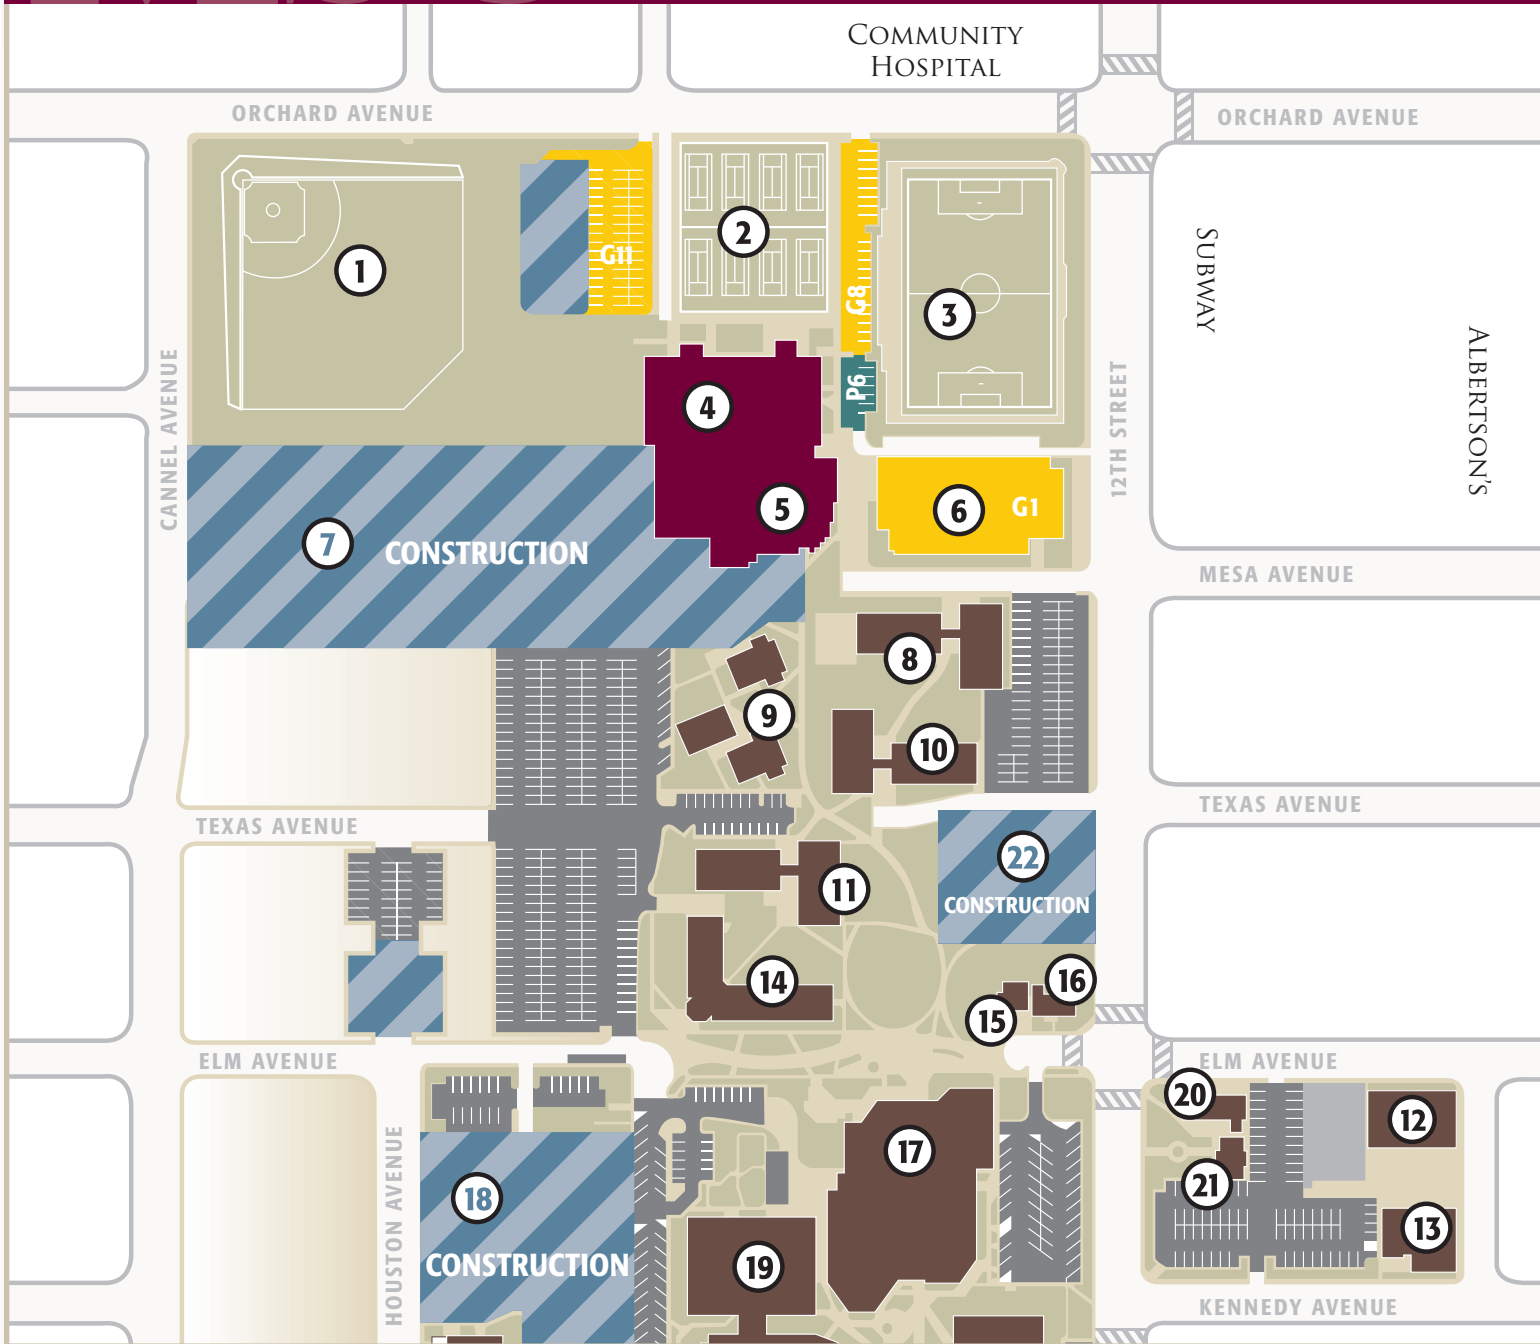 COMMUNITY
HOSPITAL
ORCHARD AVENUE
ORCHARD AVENUE
G11
2
G8
1
3
SUBWAY
ALBERTSON'S
CANNEL AVENUE
4
P6
12TH STREET
5
6
G1
7
CONSTRUCTION
MESA AVENUE
8
9
10
TEXAS AVENUE
TEXAS AVENUE
22
CONSTRUCTION
11
14
16
15
ELM AVENUE
ELM AVENUE
20
12
17
21
18
HOUSTON AVENUE
13
CONSTRUCTION
19
KENNEDY AVENUE